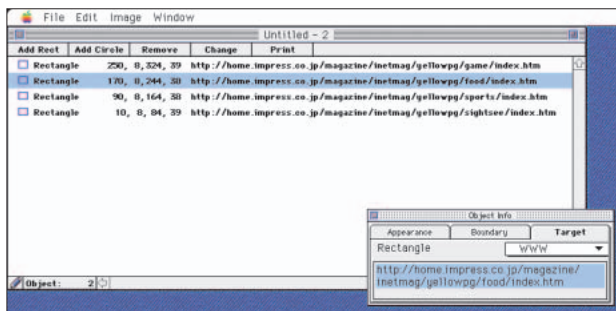 File Edit Image Window
Untitled - 2
Add Rect Add Circle Remove Change Print
Rectangle 250, 8,324, 39 http://home.impress.co.jp/magazine/inetmag/yellowpg/game/index.htm
Rectangle 170, 8,244, 38 http://home.impress.co.jp/magazine/inetmag/yellowpg/food/index.htm
Rectangle 90, 8,164, 38 http://home.impress.co.jp/magazine/inetmag/yellowpg/sports/index.htm
Rectangle 10, 8, 84, 39 http://home.impress.co.jp/magazine/inetmag/yellowpg/sightsee/index.htm
Object Info
Appearance Boundary Target
Rectangle WWW
http://home.impress.co.jp/magazine/
inetmag/yellowpg/food/index.htm
Object: 2